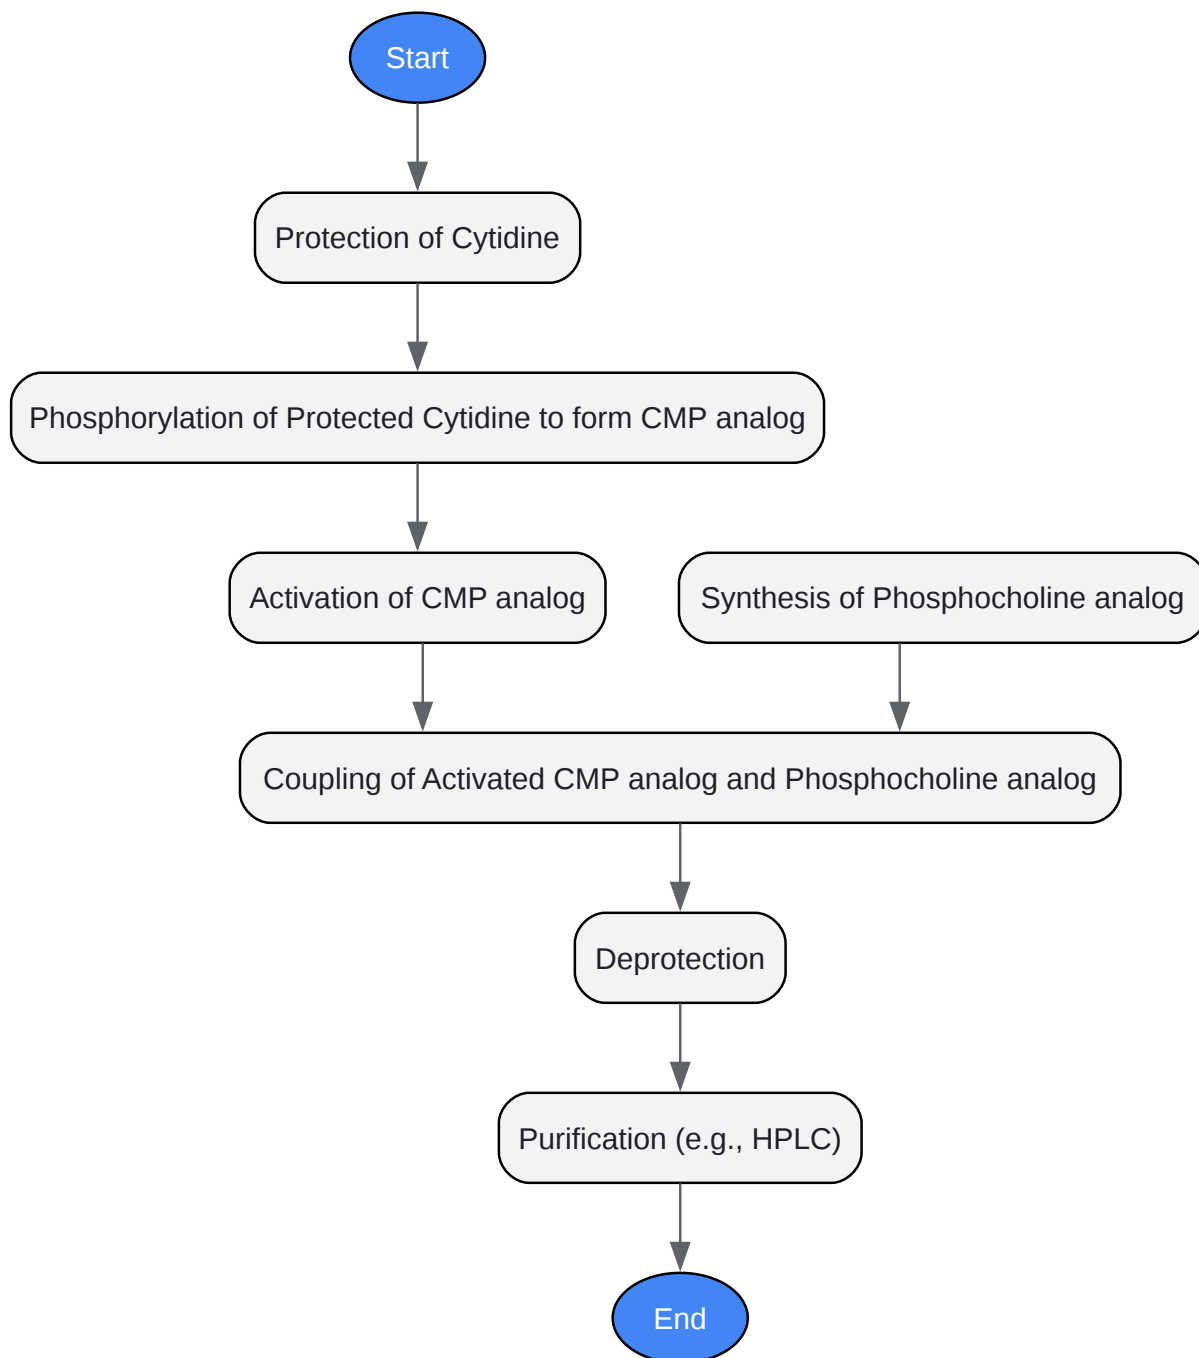 Start
Protection of Cytidine
Phosphorylation of Protected Cytidine to form CMP analog
Activation of CMP analog
Synthesis of Phosphocholine analog
Coupling of Activated CMP analog and Phosphocholine analog
Deprotection
Purification (e.g., HPLC)
End